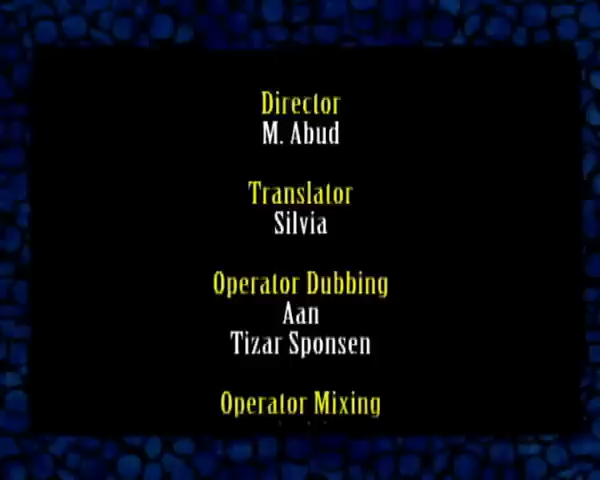 Director
M. Abud
Translator
Silvia
Operator Dubbing
Aan
Tizar Sponsen
Operator Mixing